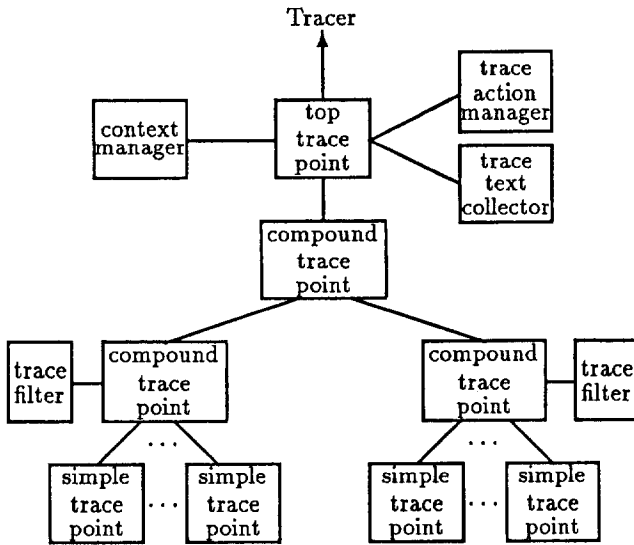 Tracer
context
manager
top
trace
point
trace
action
manager
trace
text
collector
compound
trace
point
trace
filter
compound
trace
point
compound
trace
point
trace
filter
...
...
simple
trace
point
...
simple
trace
point
simple
trace
point
...
simple
trace
point